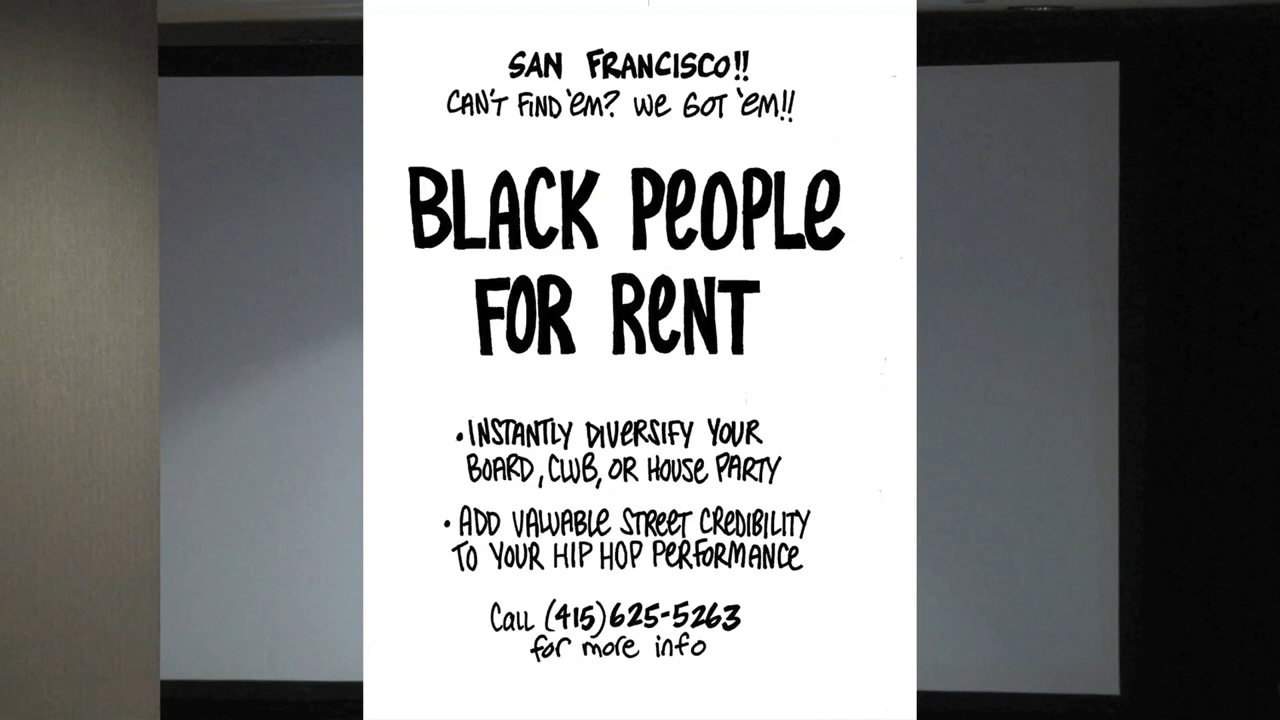 SAN FRANCISCO!!
CAN'T FIND 'EM? WE GOT 'EM!!
BLACK PEOPLE
FOR RENT
• INSTANTLY DIVERSIFY YOUR
BOARD, CLUB, OR HOUSE PARTY
• ADD VALUABLE STREET CREDIBILITY
TO YOUR HIP HOP PERFORMANCE
CALL (415)625-5263
for more info